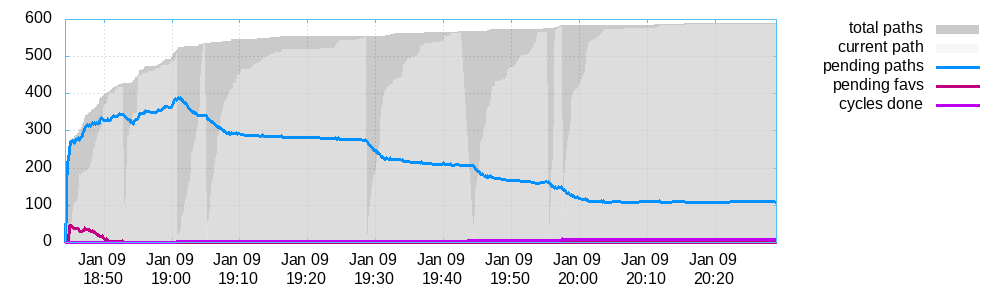 600
500
400
300
200
100
0
Jan 09 Jan 09 Jan 09 Jan 09 Jan 09 Jan 09 Jan 09 Jan 09 Jan 09 Jan 09
18:50 19:00 19:10 19:20 19:30 19:40 19:50 20:00 20:10 20:20
total paths
current path
pending paths
pending favs
cycles done